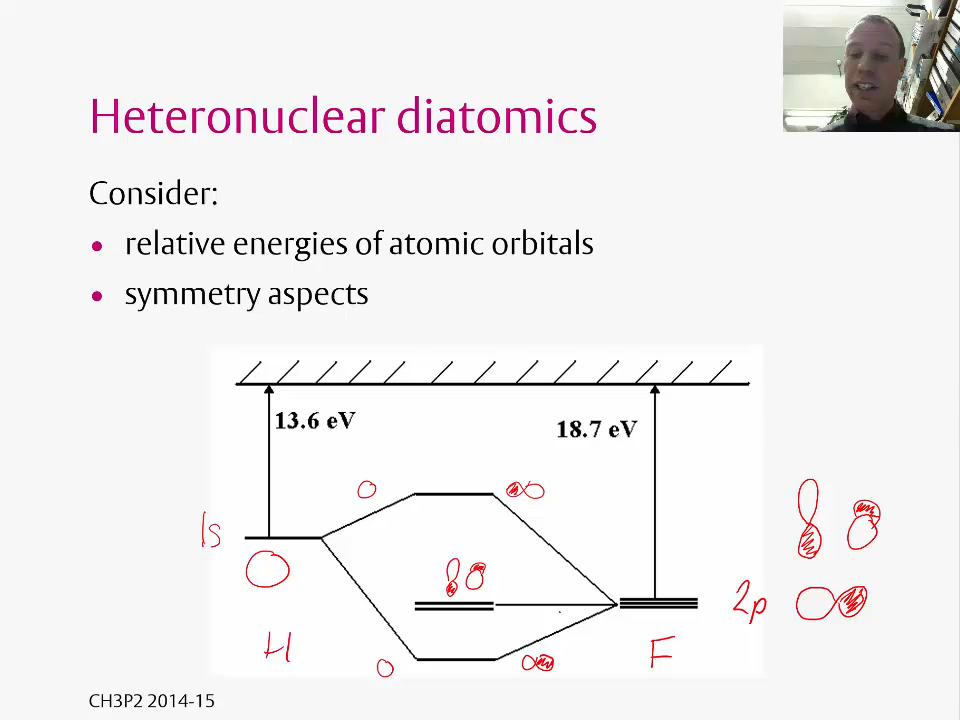 Heteronuclear diatomics
Consider:
• relative energies of atomic orbitals
• symmetry aspects
13.6 eV
18.7 eV
1s
2p
H
F
CH3P2 2014-15